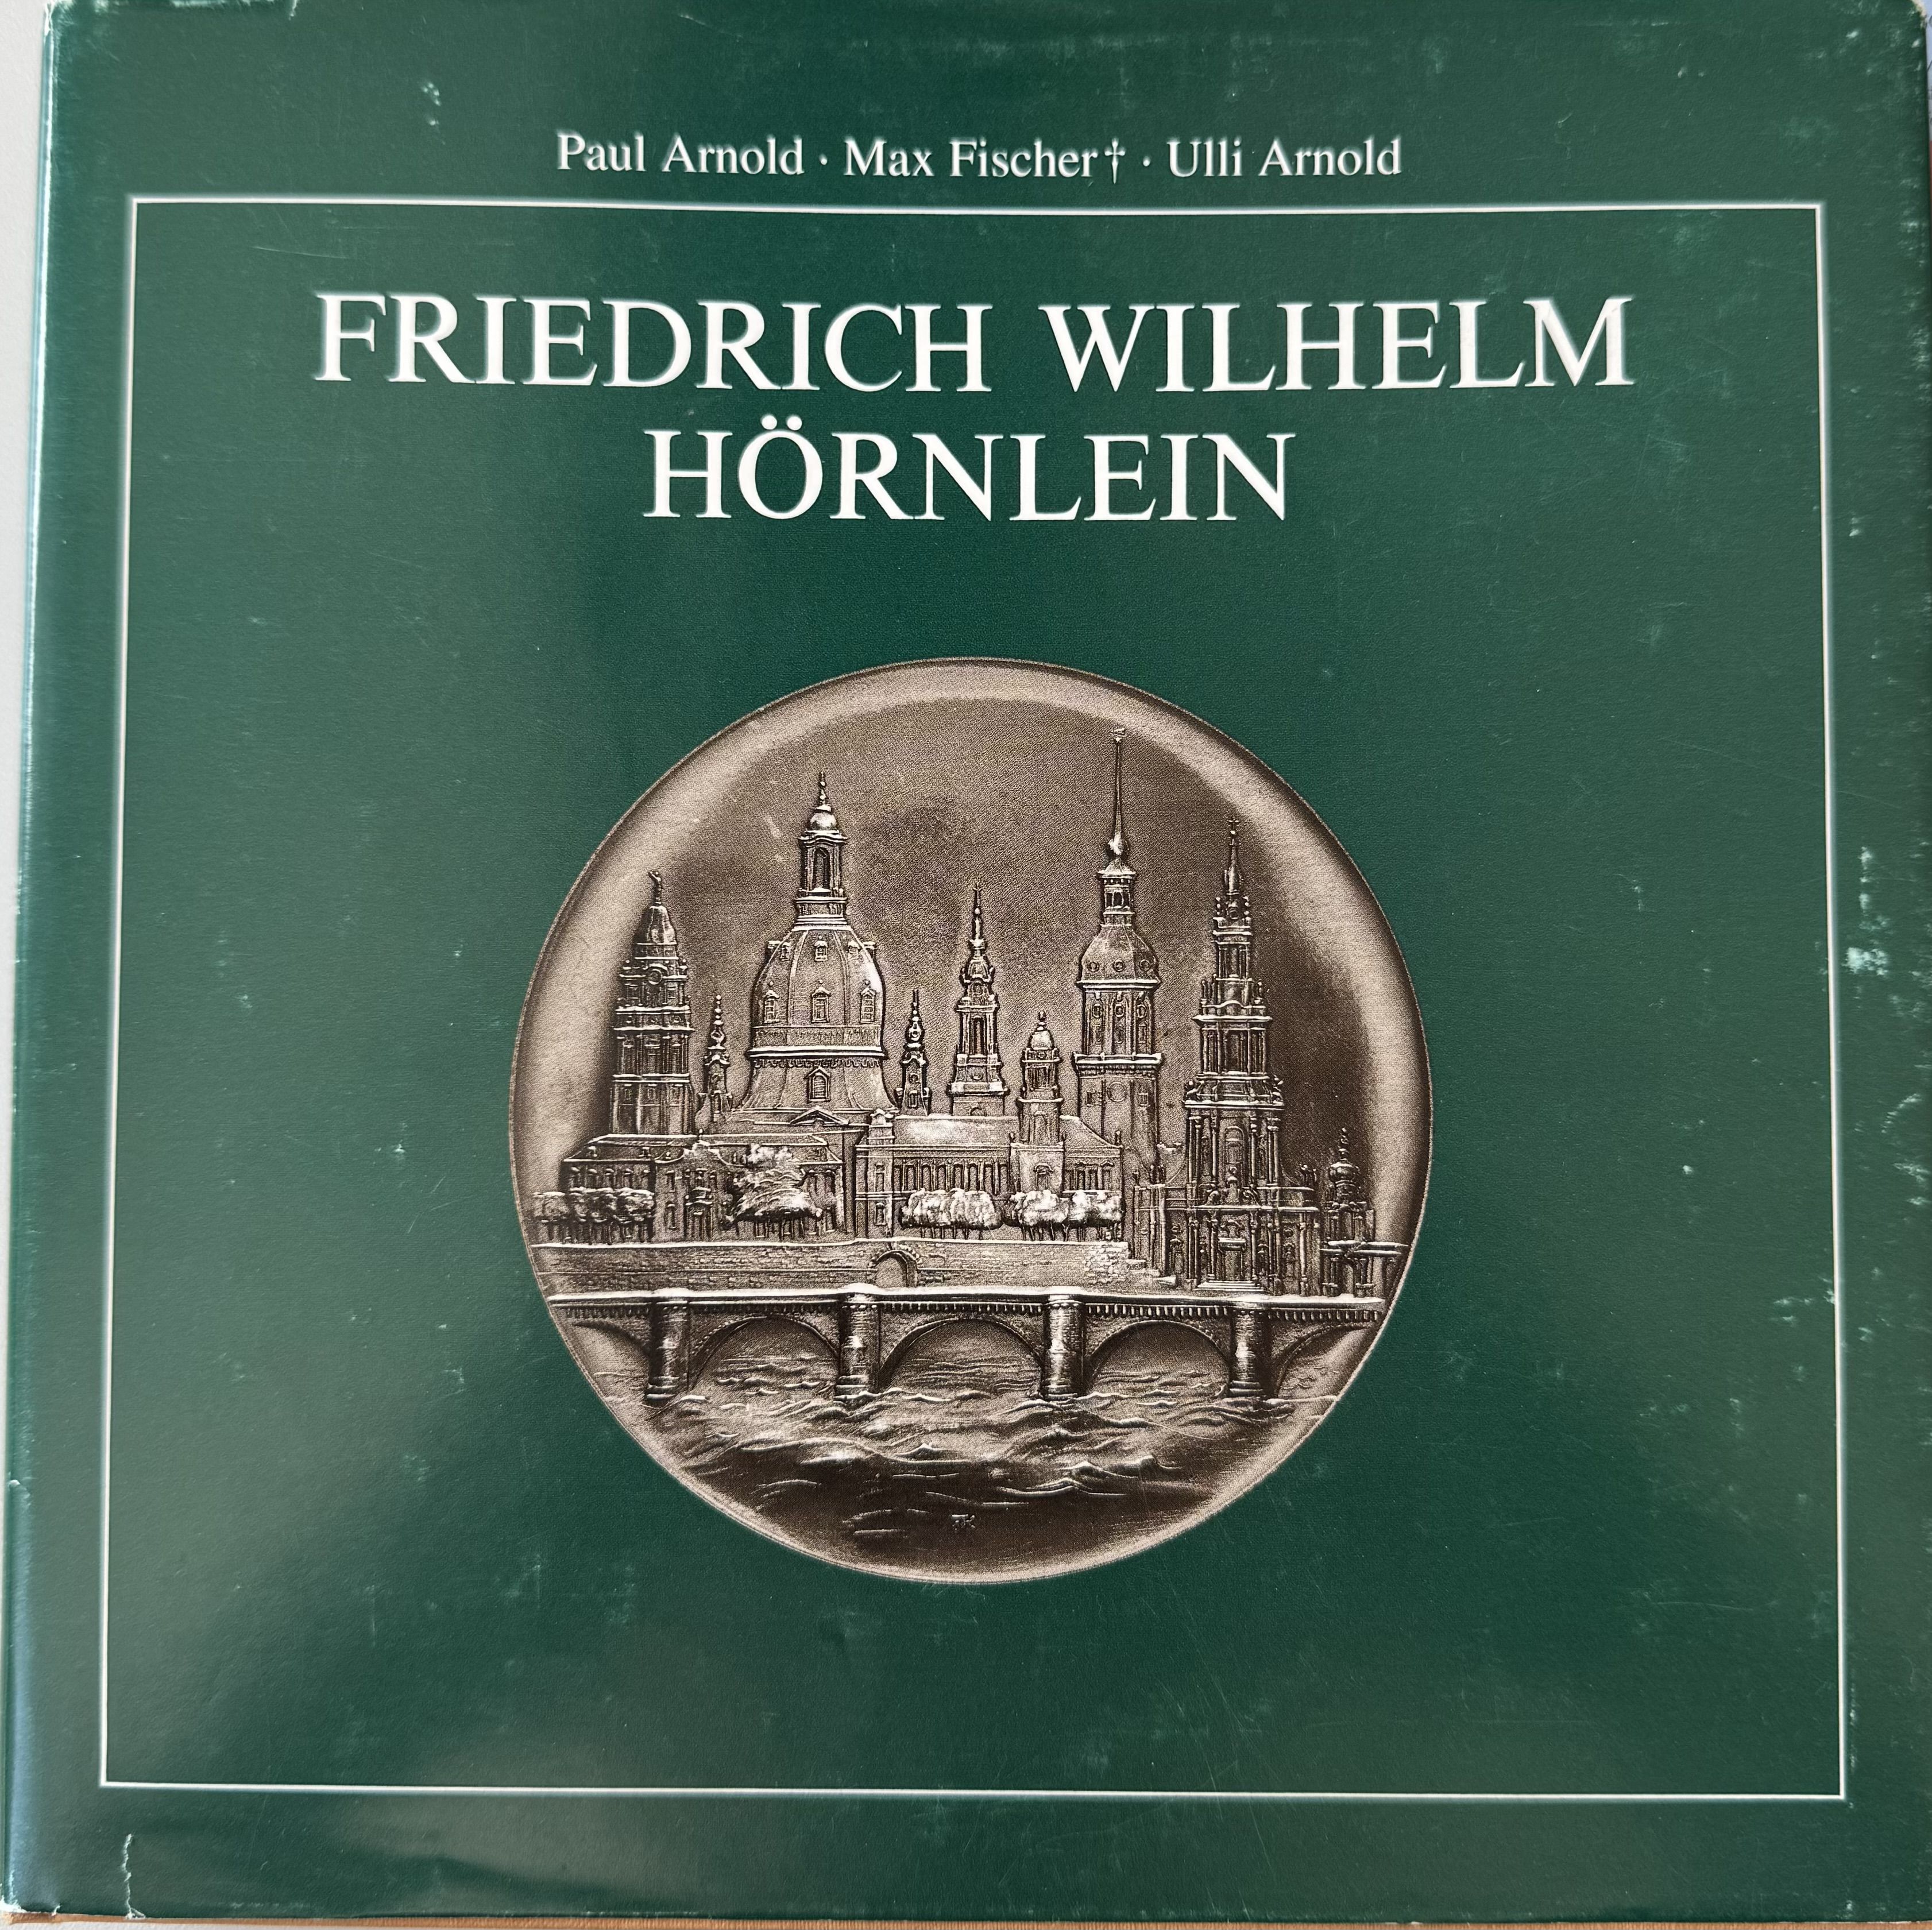 Paul Arnold · Max Fischer† · Ulli Arnold
FRIEDRICH WILHELM
HÖRNLEIN